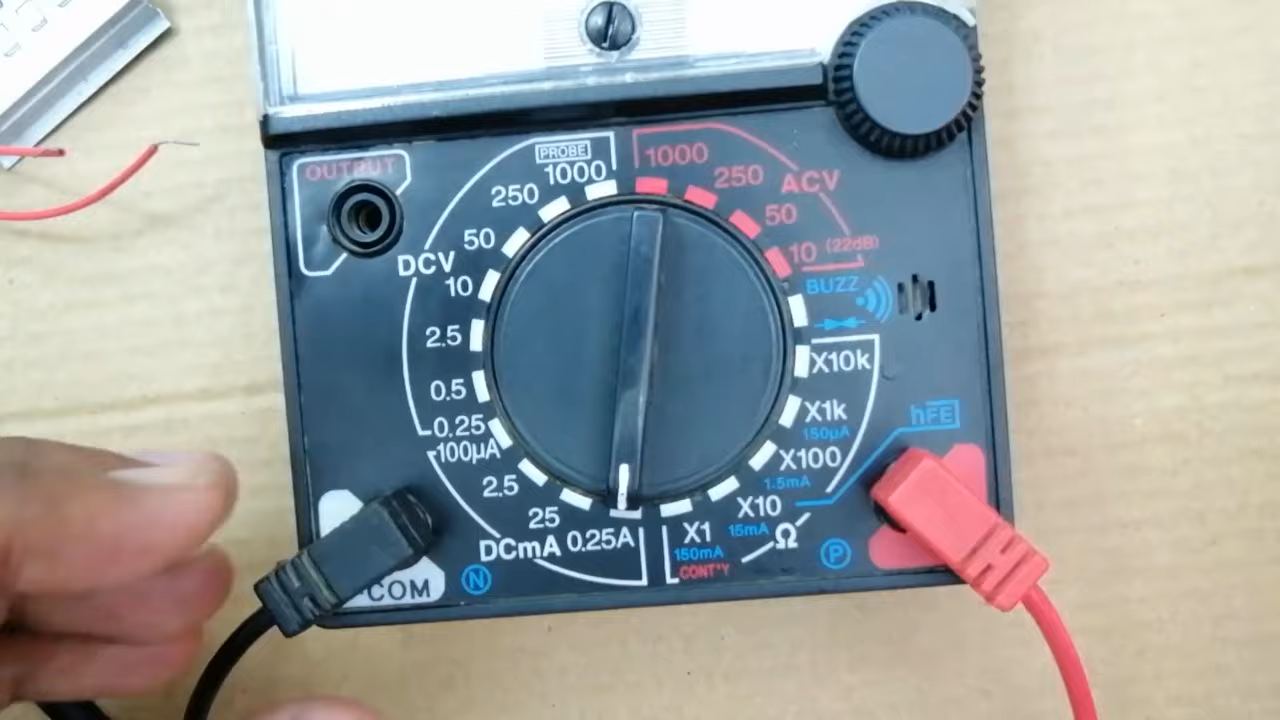 OUTPUT
PROBE
1000
250
50
DCV
10
2.5
0.5
0.25
100μA
2.5
25
DCmA 0.25A
1000
250
ACV
50
10 (22dB)
BUZZ
X10k
X1k
150μA
X100
1.5mA
X10
15mA
X1
150mA
CONT'Y
Ω
hFE
P
N
-COM